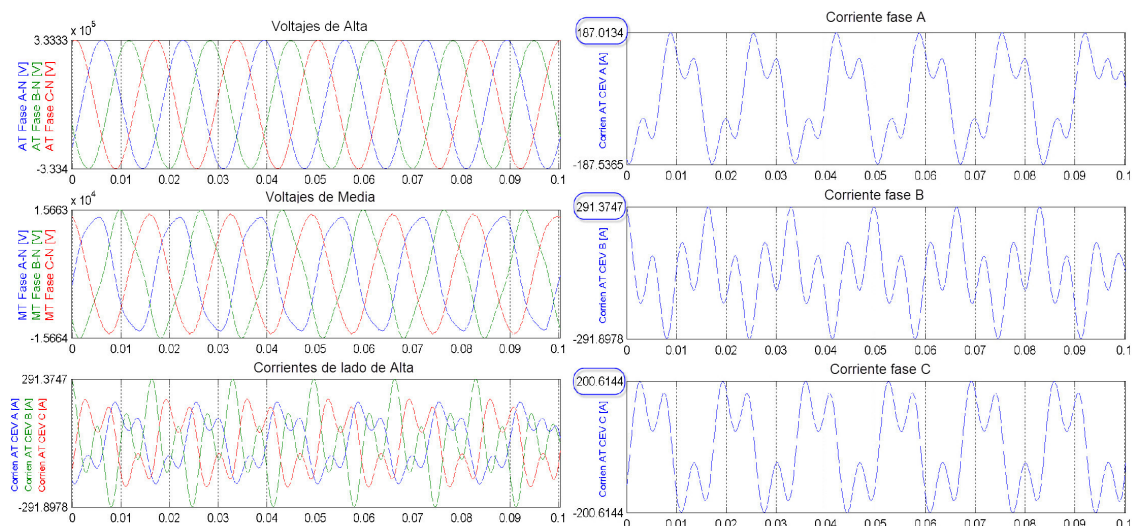 Voltajes de Alta
x 10⁵
3.3333
-3.334
AT Fase A-N [V]
AT Fase B-N [V]
AT Fase C-N [V]
0 0.01 0.02 0.03 0.04 0.05 0.06 0.07 0.08 0.09 0.1
Voltajes de Media
x 10⁴
1.5663
-1.5664
MT Fase A-N [V]
MT Fase B-N [V]
MT Fase C-N [V]
0 0.01 0.02 0.03 0.04 0.05 0.06 0.07 0.08 0.09 0.1
Corrientes de lado de Alta
291.3747
-291.8978
Corrien AT CEV A [A]
Corrien AT CEV B [A]
Corrien AT CEV C [A]
0 0.01 0.02 0.03 0.04 0.05 0.06 0.07 0.08 0.09 0.1
Corriente fase A
187.0134
-187.5365
Corrien AT CEV A [A]
0 0.01 0.02 0.03 0.04 0.05 0.06 0.07 0.08 0.09 0.1
Corriente fase B
291.3747
-291.8978
Corrien AT CEV B [A]
0 0.01 0.02 0.03 0.04 0.05 0.06 0.07 0.08 0.09 0.1
Corriente fase C
200.6144
-200.6144
Corrien AT CEV C [A]
0 0.01 0.02 0.03 0.04 0.05 0.06 0.07 0.08 0.09 0.1